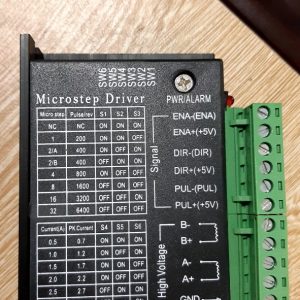 SW6
SW5
SW4
SW3
SW2
SW1
Microstep Driver
PWR/ALARM
Micro step Pulse/rev S1 S2 S3
NC NC ON ON ON
1 200 ON ON OFF
2/A 400 ON OFF ON
2/B 400 OFF ON ON
4 800 ON OFF OFF
8 1600 OFF ON OFF
16 3200 OFF OFF ON
32 6400 OFF OFF OFF
Current(A) PK Current S4 S5 S6
0.5 0.7 ON ON ON
1.0 1.2 ON OFF ON
1.5 1.7 ON ON OFF
2.0 2.2 ON OFF OFF
2.5 2.7 OFF ON ON
Signal
ENA-(ENA)
ENA+(+5V)
DIR-(DIR)
DIR+(+5V)
PUL-(PUL)
PUL+(+5V)
High Voltage
B-
B+
A-
A+
GND